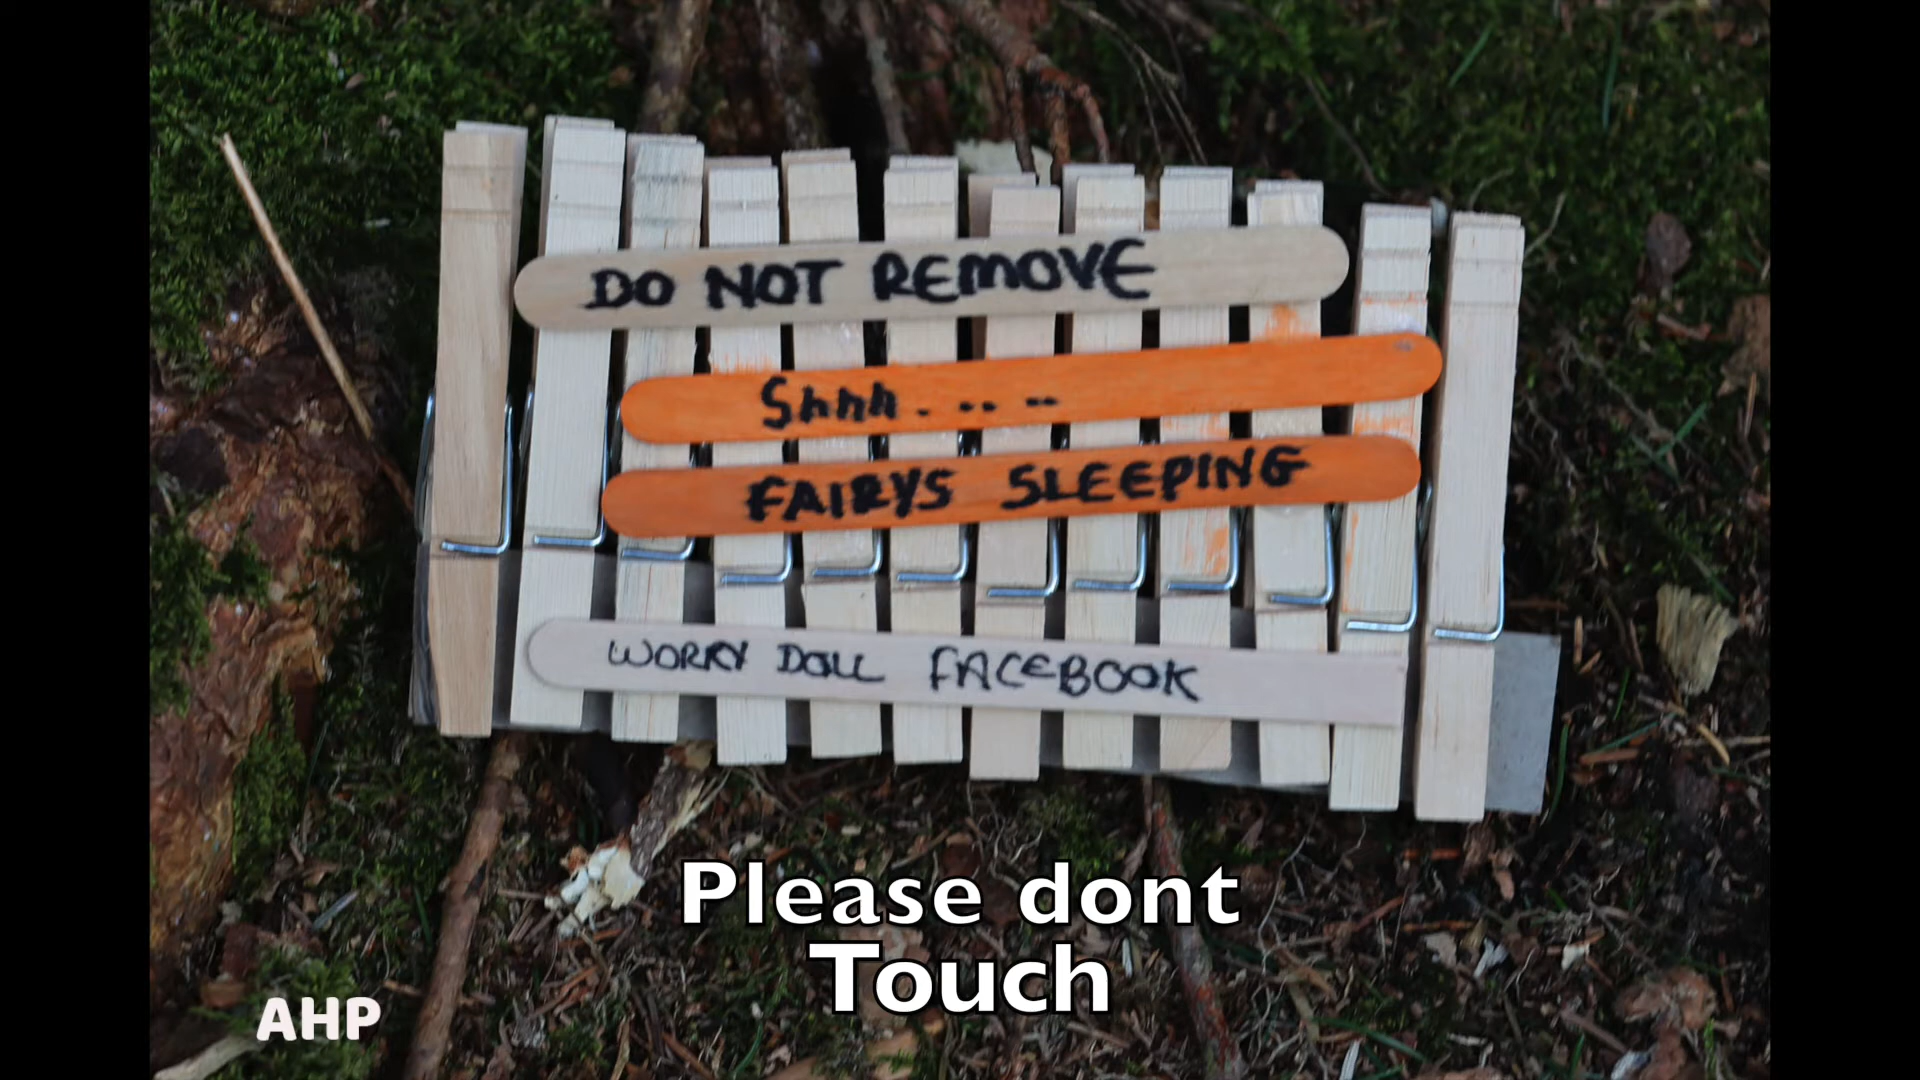 DO NOT REMOVE
Shhh. .. ..
FAIRYS SLEEPING
WORRY DOLL FACEBOOK
Please dont
Touch
AHP